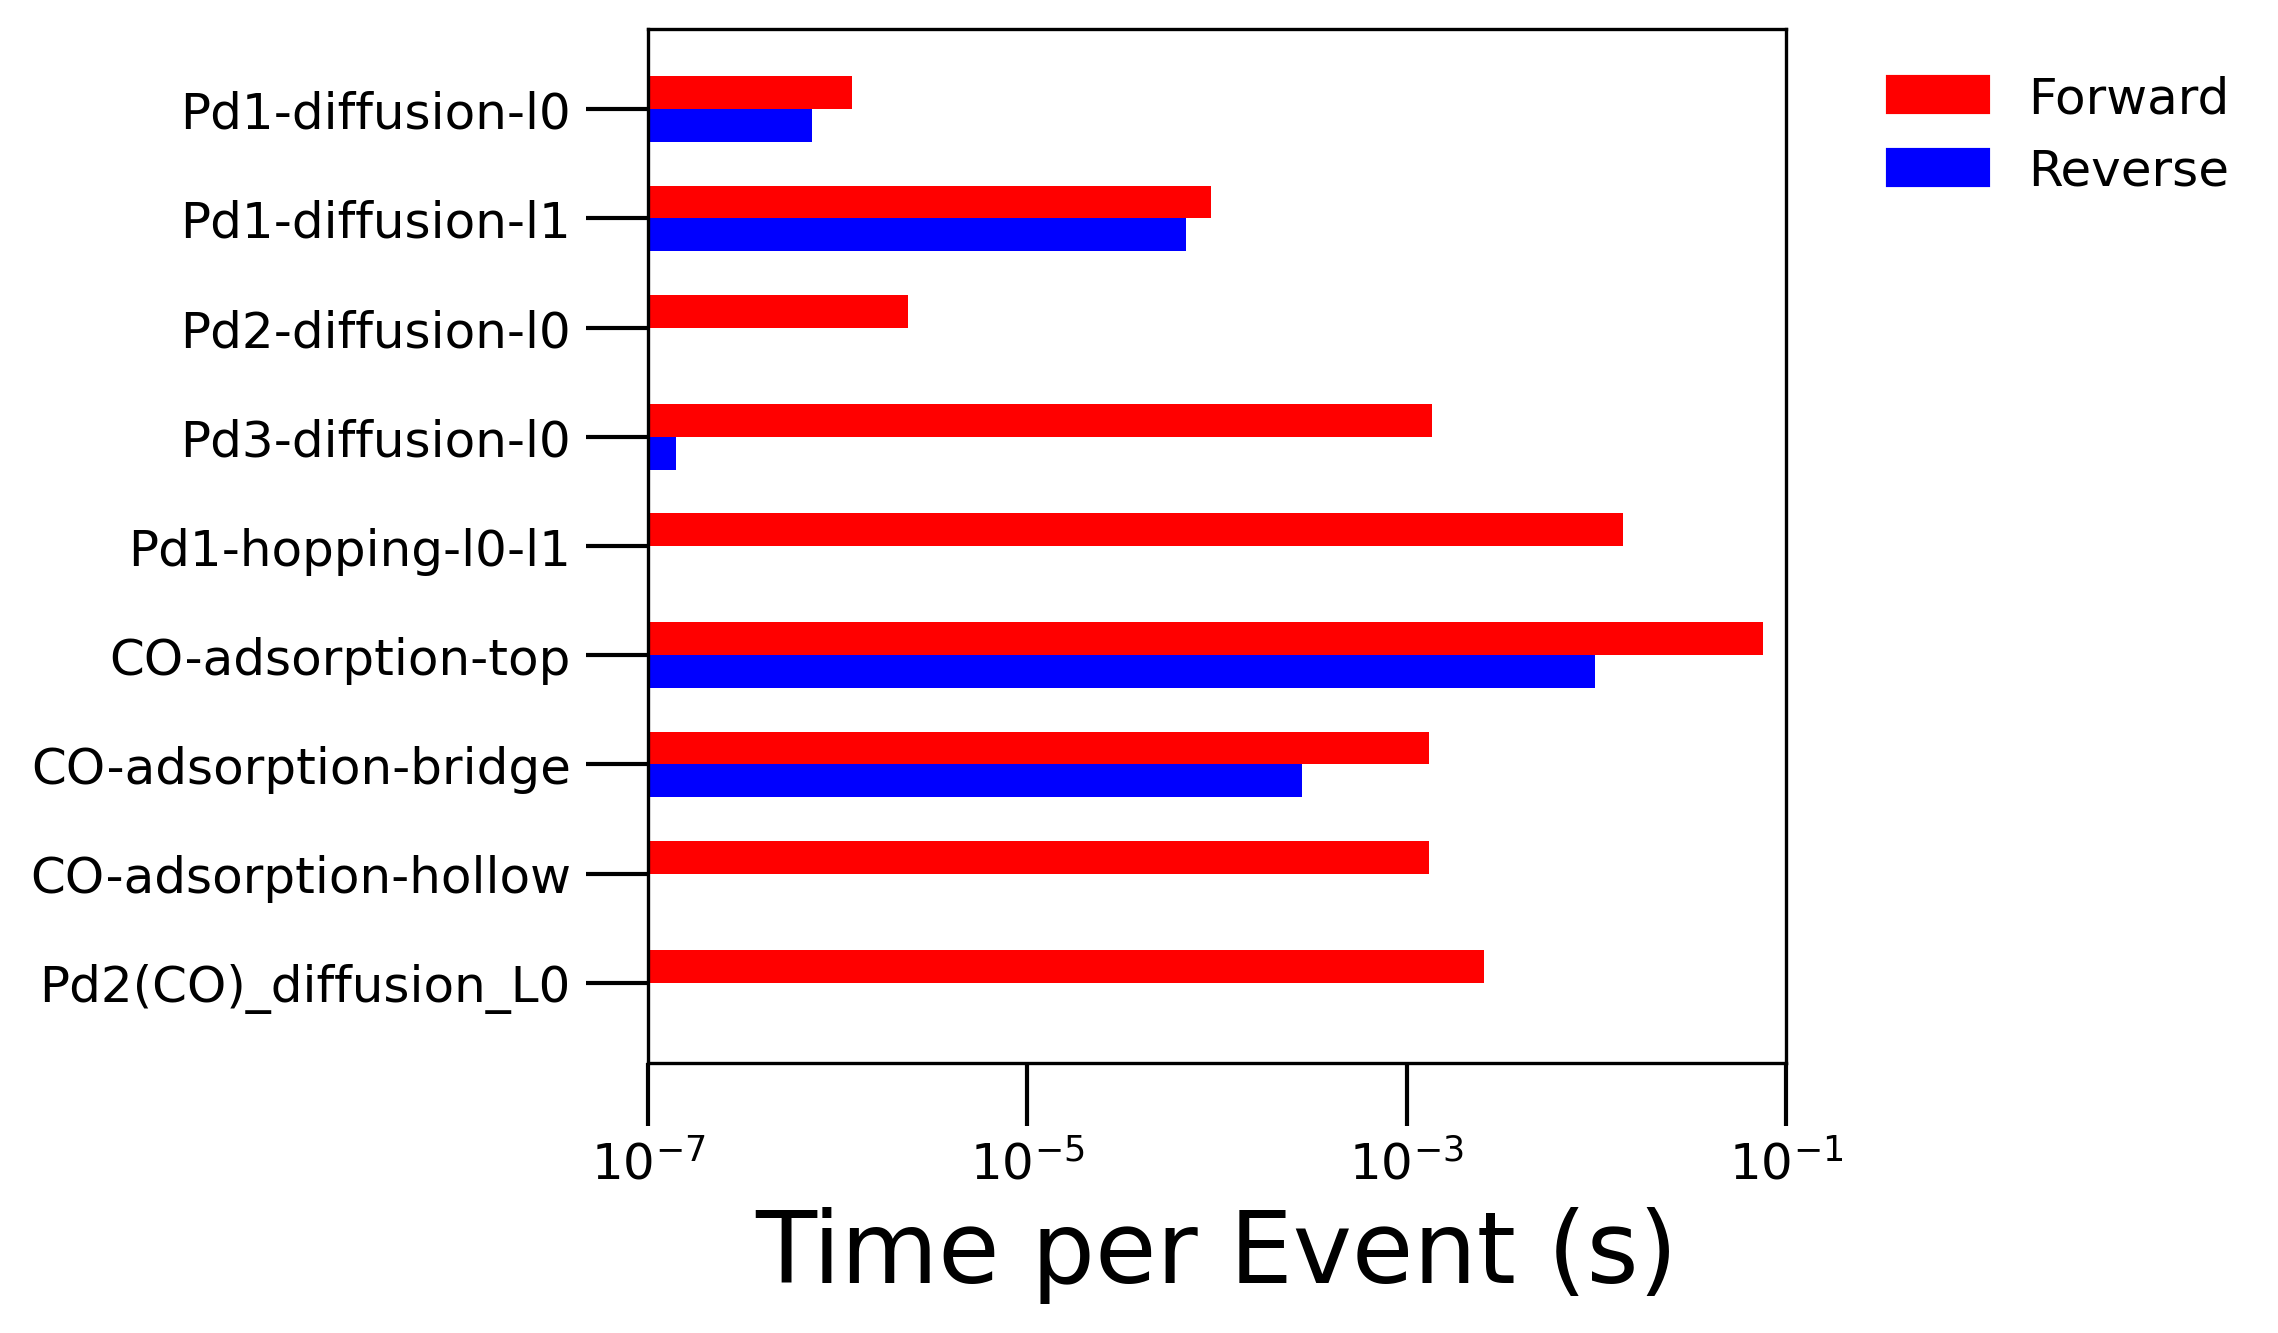 Pd1-diffusion-l0
Pd1-diffusion-l1
Pd2-diffusion-l0
Pd3-diffusion-l0
Pd1-hopping-l0-l1
CO-adsorption-top
CO-adsorption-bridge
CO-adsorption-hollow
Pd2(CO)_diffusion_L0
10⁻⁷ 10⁻⁵ 10⁻³ 10⁻¹
Time per Event (s)
Forward
Reverse